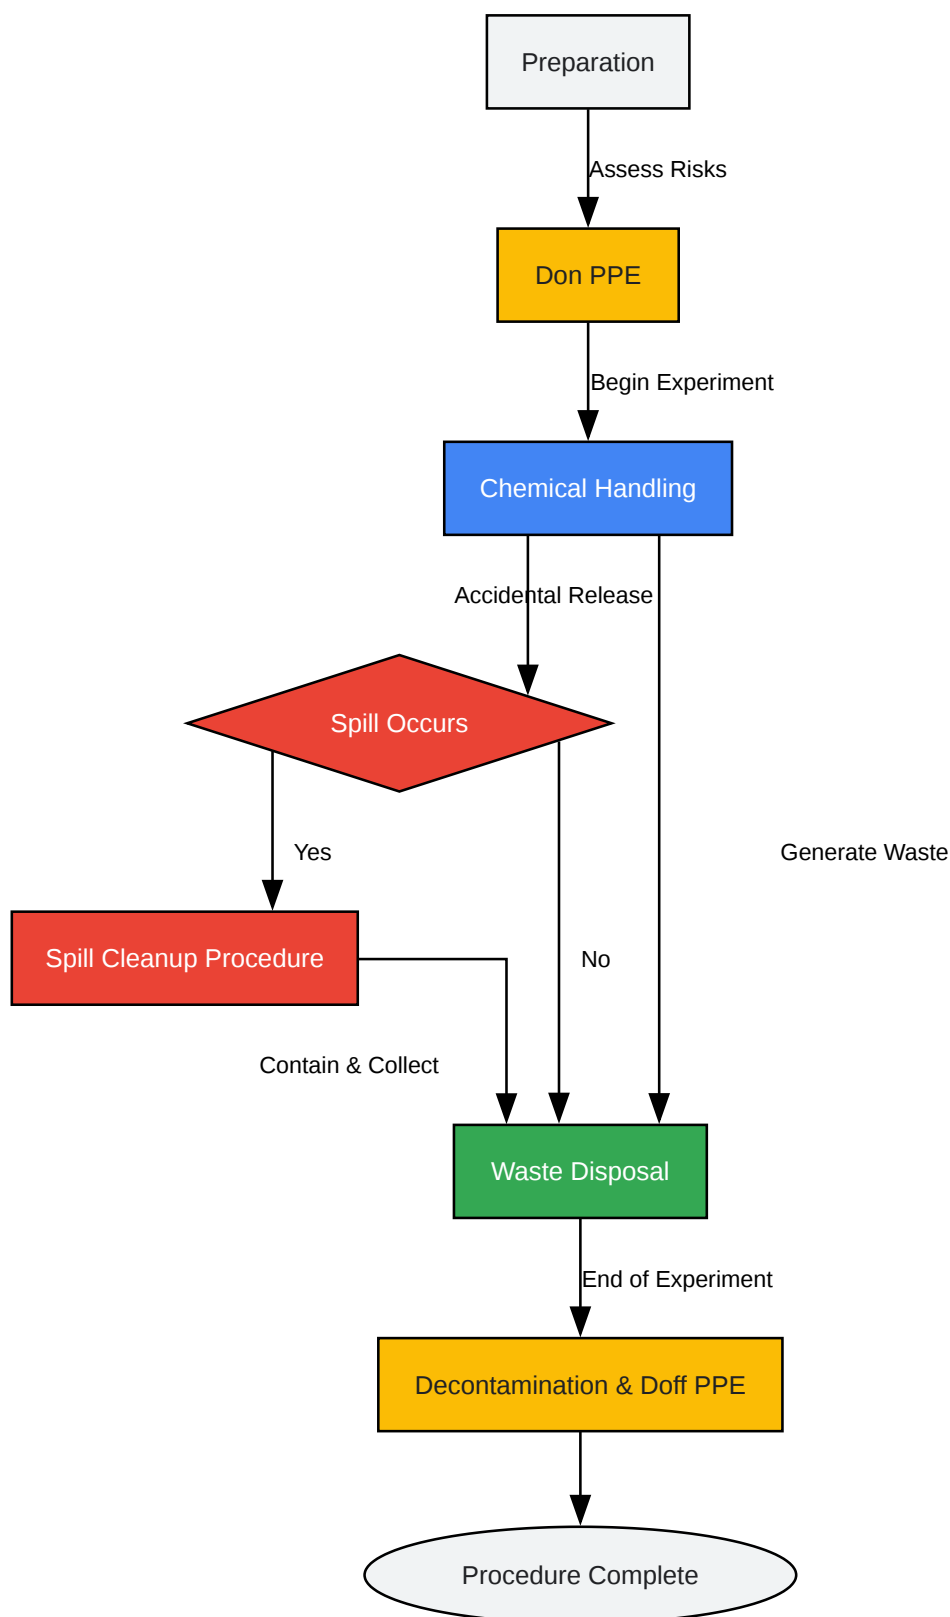 Preparation
Assess Risks
Don PPE
Begin Experiment
Chemical Handling
Accidental Release
Spill Occurs
Yes
Generate Waste
Spill Cleanup Procedure
No
Contain & Collect
Waste Disposal
End of Experiment
Decontamination & Doff PPE
Procedure Complete